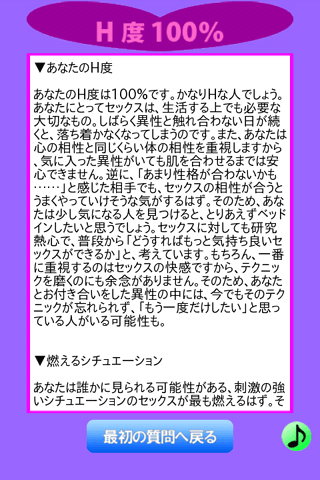 H 度 100%
▼あなたのH度
あなたのH度は100%です。かなりHな人でしょう。
あなたにとってセックスは、生活する上でも必要な
大切なもの。しばらく異性と触れ合わない日が続
くと、落ち着かなくなってしまうのです。また、あなたは
心の相性と同じくらい体の相性を重視しますから
、気に入った異性がいても肌を合わせるまでは安
心できません。逆に、「あまり性格が合わないかも
……」と感じた相手でも、セックスの相性が合うと
うまくやっていけそうな気がするはず。そのため、あな
たは少し気になる人を見つけると、とりあえずベッド
インしたいと思うでしょう。セックスに対しても研究
熱心で、普段から「どうすればもっと気持ち良いセッ
クスができるか」と、考えています。もちろん、一番
に重視するのはセックスの快感ですから、テクニッ
クを磨くのにも余念がありません。そのため、あなた
とお付き合いをした異性の中には、今でもそのテク
ニックが忘れられず、「もう一度だけしたい」と思っ
ている人がいる可能性も。
▼燃えるシチュエーション
あなたは誰かに見られる可能性がある、刺激の強
いシチュエーションのセックスが最も燃えるはず。そ
最初の質問へ戻る